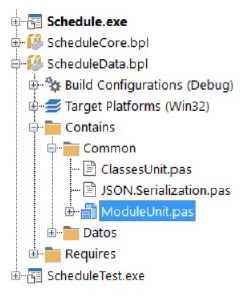 Schedule.exe
ScheduleCore.bpl
ScheduleData.bpl
Build Configurations (Debug)
Target Platforms (Win32)
Contains
Common
ClassesUnit.pas
JSON.Serialization.pas
ModuleUnit.pas
Datos
Requires
ScheduleTest.exe